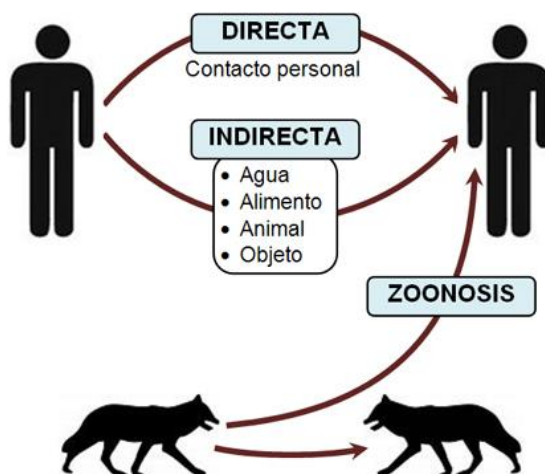 DIRECTA
Contacto personal
INDIRECTA
• Agua
• Alimento
• Animal
• Objeto
ZOONOSIS